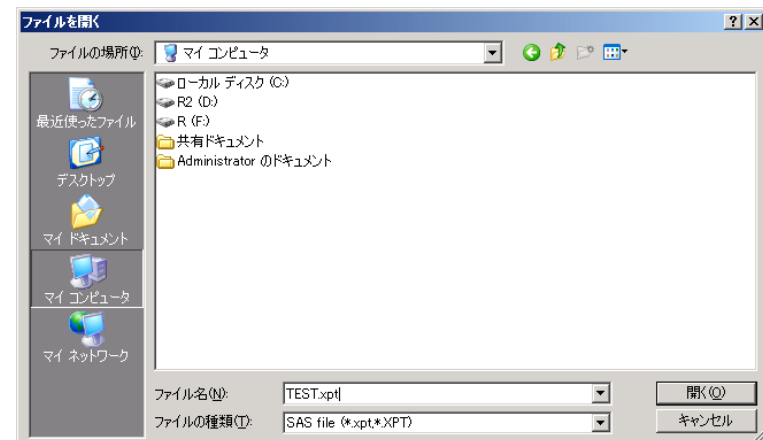 ファイルを開く
ファイルの場所(I):
マイ コンピュータ
ローカル ディスク (C:)
R2 (D:)
R (F:)
共有ドキュメント
Administrator のドキュメント
最近使ったファイル
デスクトップ
マイ ドキュメント
マイ コンピュータ
マイ ネットワーク
ファイル名(N):
TEST.xpt
開く(O)
ファイルの種類(T):
SAS file (*.xpt,*.XPT)
キャンセル